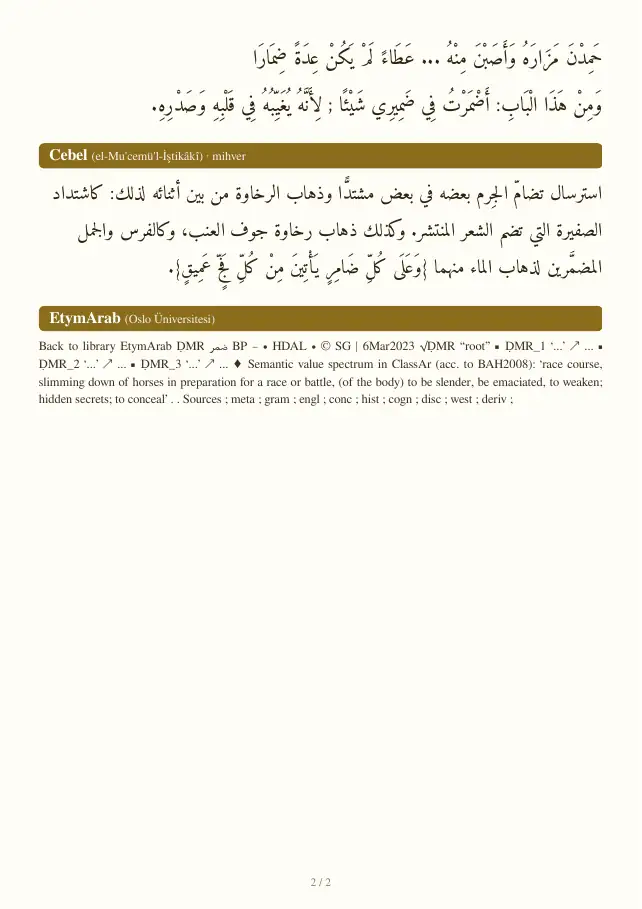 حَمِدْنَ مَزَارَهُ وَأَصَبْنَ مِنْهُ ... عَطَاءً لَمْ يَكُنْ عِدَةً ضِمَارَا
وَمِنْ هَذَا الْبَابِ: أَضْمَرْتُ فِي ضَمِيرِي شَيْئًا ; لِأَنَّهُ يُغَيِّبُهُ فِي قَلْبِهِ وَصَدْرِهِ.
Cebel (el-Mu'cemü'l-İştikâkî) · mihver
استرسال تضامّ الجِرم بعضه في بعض مشتدًّا وذهاب الرخاوة من بين أثنائه لذلك: كاشتداد
الصفيرة التي تضم الشعر المنتشر. وكذلك ذهاب رخاوة جوف العنب، وكالفرس والجمل
المضمَّرين لذهاب الماء منهما {وَعَلَى كُلِّ ضَامِرٍ يَأْتِينَ مِنْ كُلِّ فَجٍّ عَمِيقٍ}.
EtymArab (Oslo Üniversitesi)
Back to library EtymArab ḌMR ضمر BP – • HDAL • © SG | 6Mar2023 √ḌMR “root” ▪ ḌMR_1 ‘...’ ↗ ... ▪
ḌMR_2 ‘...’ ↗ ... ▪ ḌMR_3 ‘...’ ↗ ... ♦ Semantic value spectrum in ClassAr (acc. to BAH2008): ‘race course,
slimming down of horses in preparation for a race or battle, (of the body) to be slender, be emaciated, to weaken;
hidden secrets; to conceal’ . . Sources ; meta ; gram ; engl ; conc ; hist ; cogn ; disc ; west ; deriv ;
2 / 2